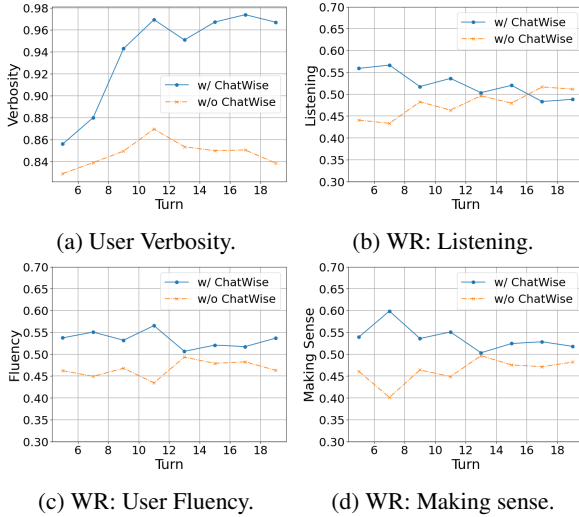 0.98
0.96
0.94
0.92
0.90
0.88
0.86
0.84
Verbosity
w/ ChatWise
w/o ChatWise
6 8 10 12 14 16 18
Turn
(a) User Verbosity.
0.70
0.65
0.60
0.55
0.50
0.45
0.40
0.35
0.30
Listening
w/ ChatWise
w/o ChatWise
6 8 10 12 14 16 18
Turn
(b) WR: Listening.
0.70
0.65
0.60
0.55
0.50
0.45
0.40
0.35
0.30
Fluency
w/ ChatWise
w/o ChatWise
6 8 10 12 14 16 18
Turn
(c) WR: User Fluency.
0.70
0.65
0.60
0.55
0.50
0.45
0.40
0.35
0.30
Making Sense
w/ ChatWise
w/o ChatWise
6 8 10 12 14 16 18
Turn
(d) WR: Making sense.